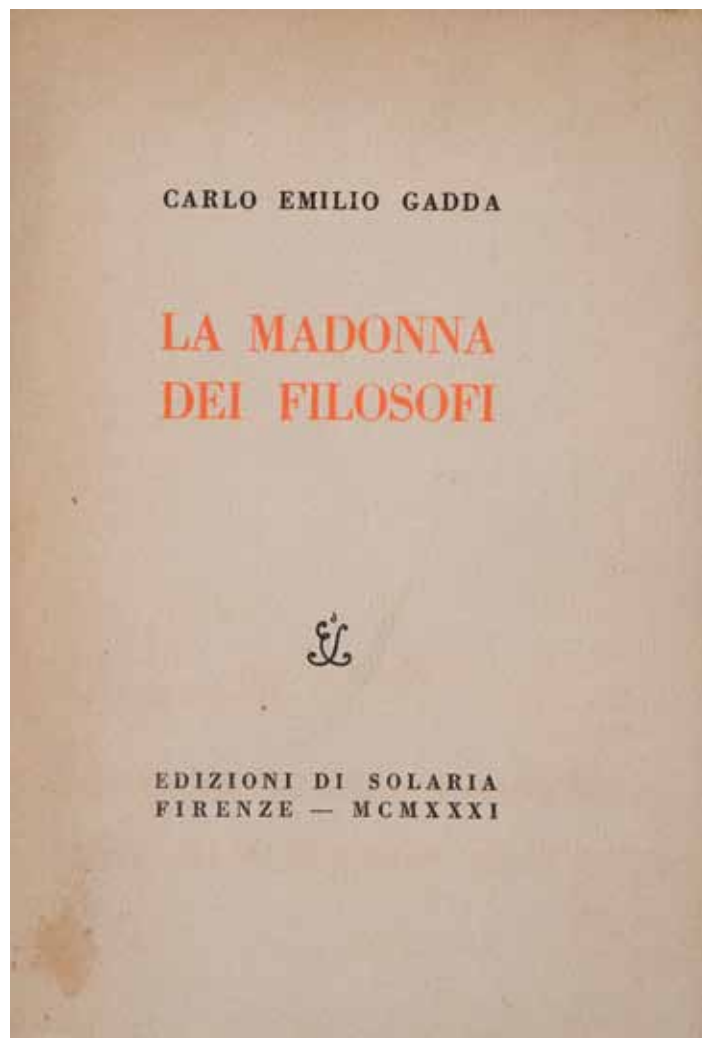 CARLO EMILIO GADDA
LA MADONNA
DEI FILOSOFI
EDIZIONI DI SOLARIA
FIRENZE — MCMXXXI